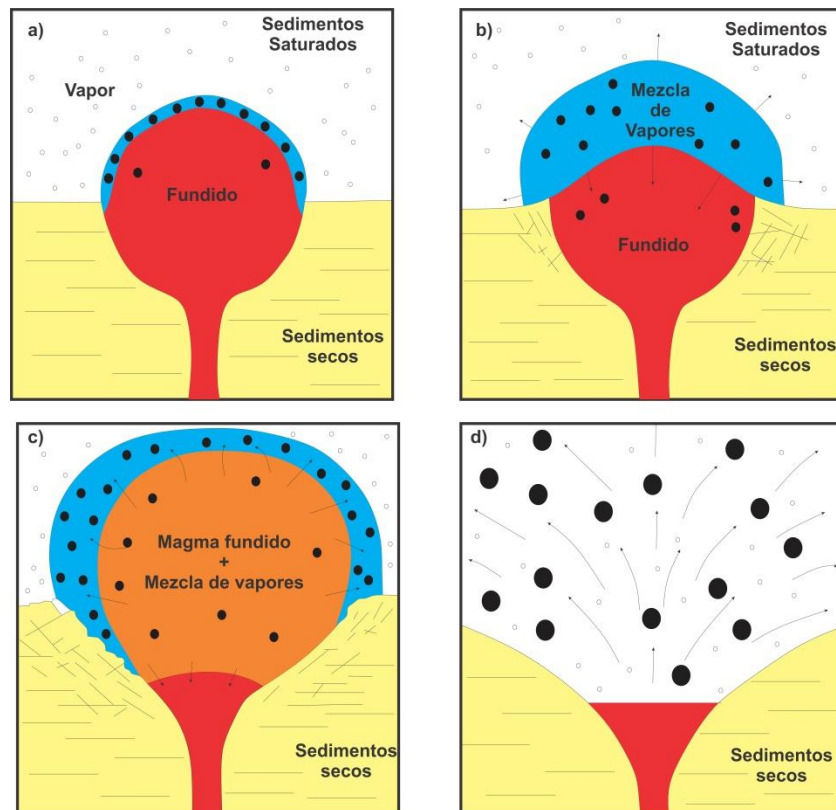 a)
Sedimentos
Saturados
Vapor
Fundido
Sedimentos
secos
b)
Sedimentos
Saturados
Mezcla
de
Vapores
Fundido
Sedimentos
secos
c)
Magma fundido
+
Mezcla de vapores
Sedimentos
secos
d)
Sedimentos
secos